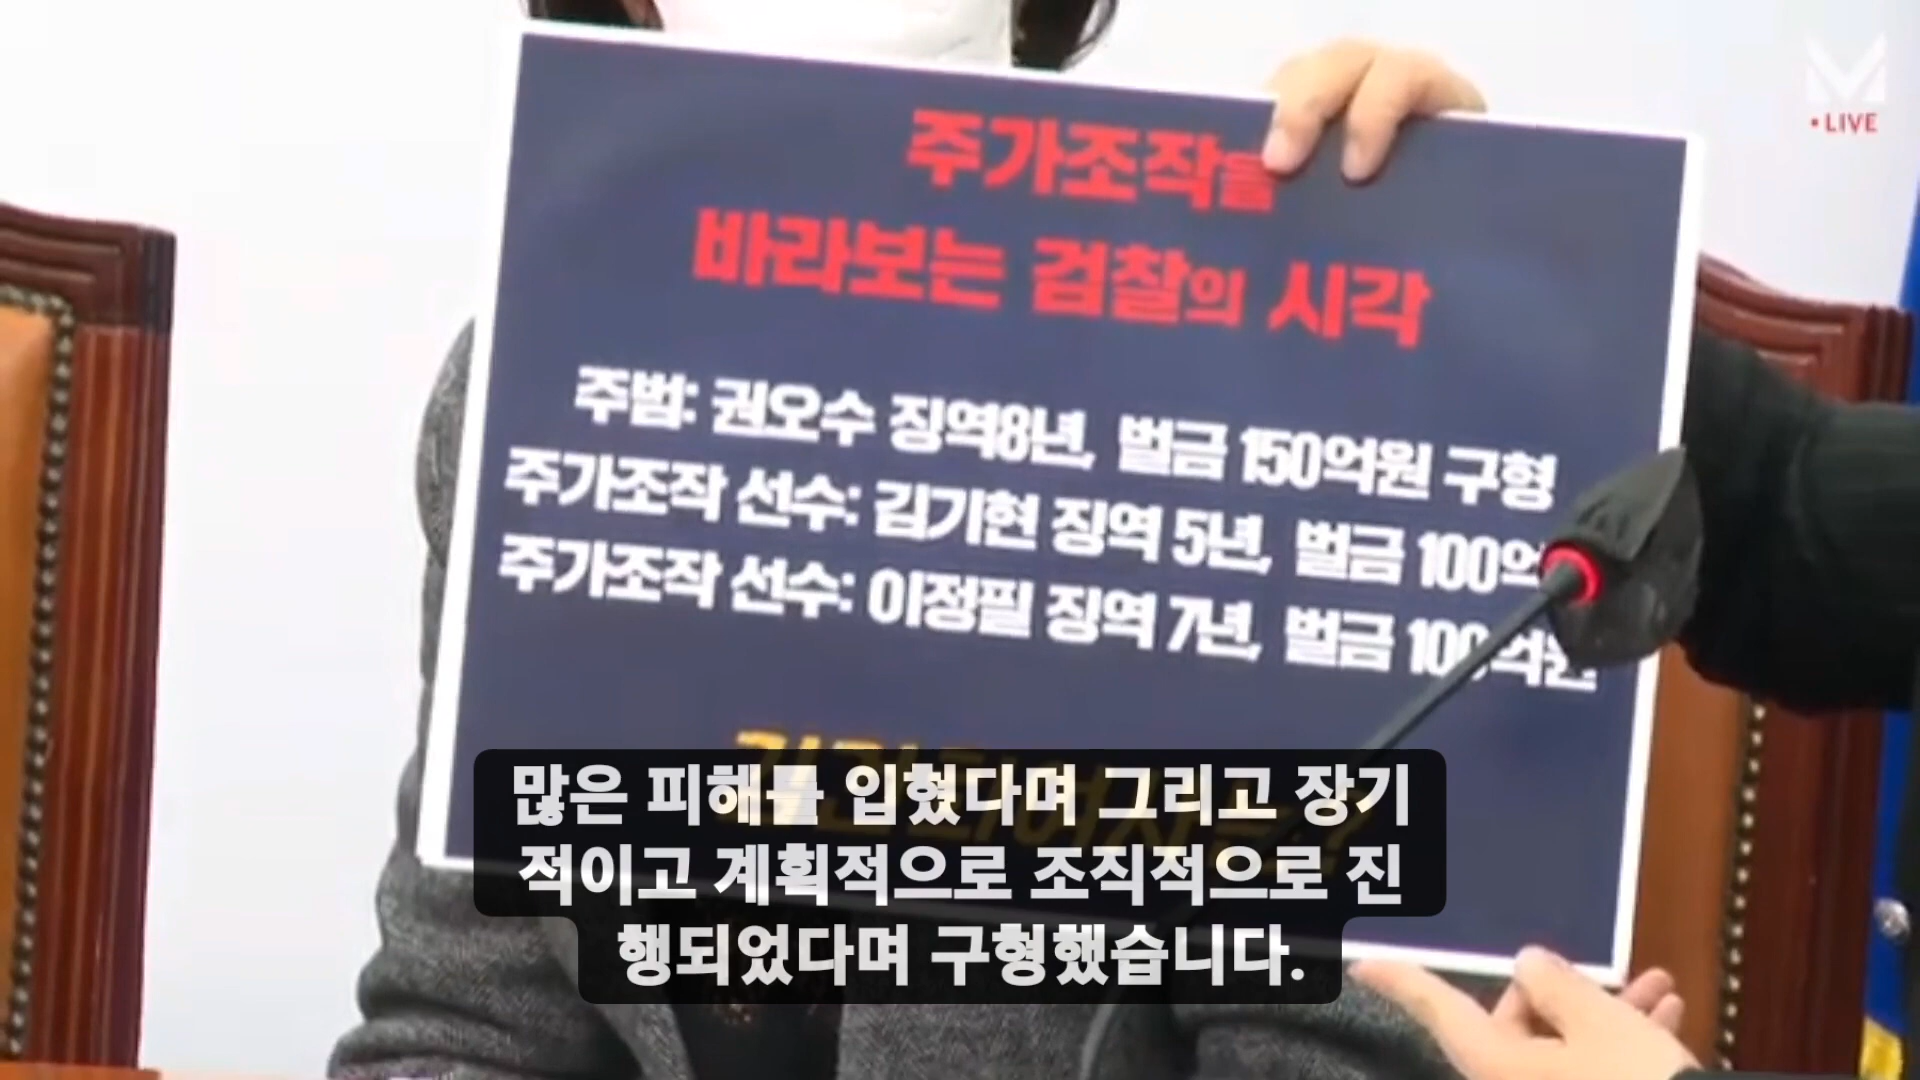 LIVE
주가조작을
바라보는 검찰의 시각
주범: 권오수 징역8년, 벌금 150억원 구형
주가조작 선수: 김기현 징역 5년, 벌금 100억
주가조작 선수: 이정필 징역 7년, 벌금 100억원
많은 피해를 입혔다며 그리고 장기
적이고 계획적으로 조직적으로 진
행되었다며 구형했습니다.